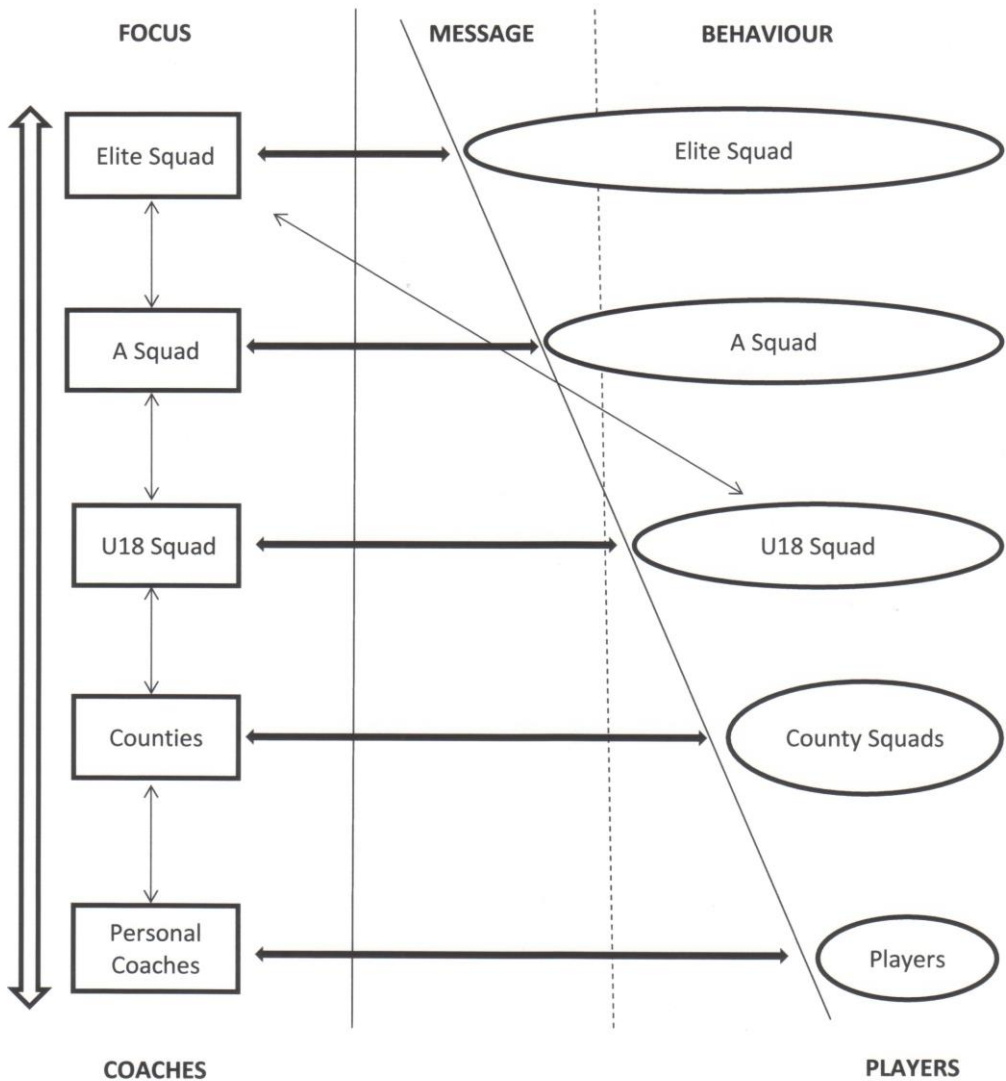 FOCUS
MESSAGE
BEHAVIOUR
Elite Squad
Elite Squad
A Squad
A Squad
U18 Squad
U18 Squad
Counties
County Squads
Personal
Coaches
Players
COACHES
PLAYERS